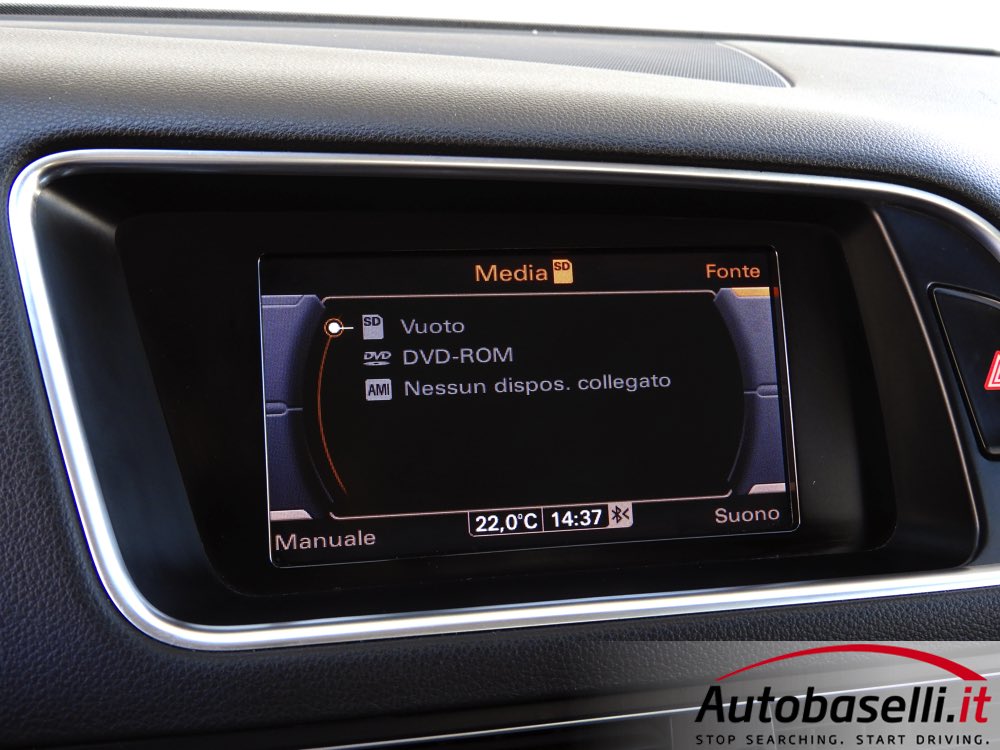 Media SD
Fonte
SD Vuoto
DVD DVD-ROM
AMI Nessun dispos. collegato
22,0°C 14:37
Manuale
Suono
Autobaselli.it
STOP SEARCHING. START DRIVING.